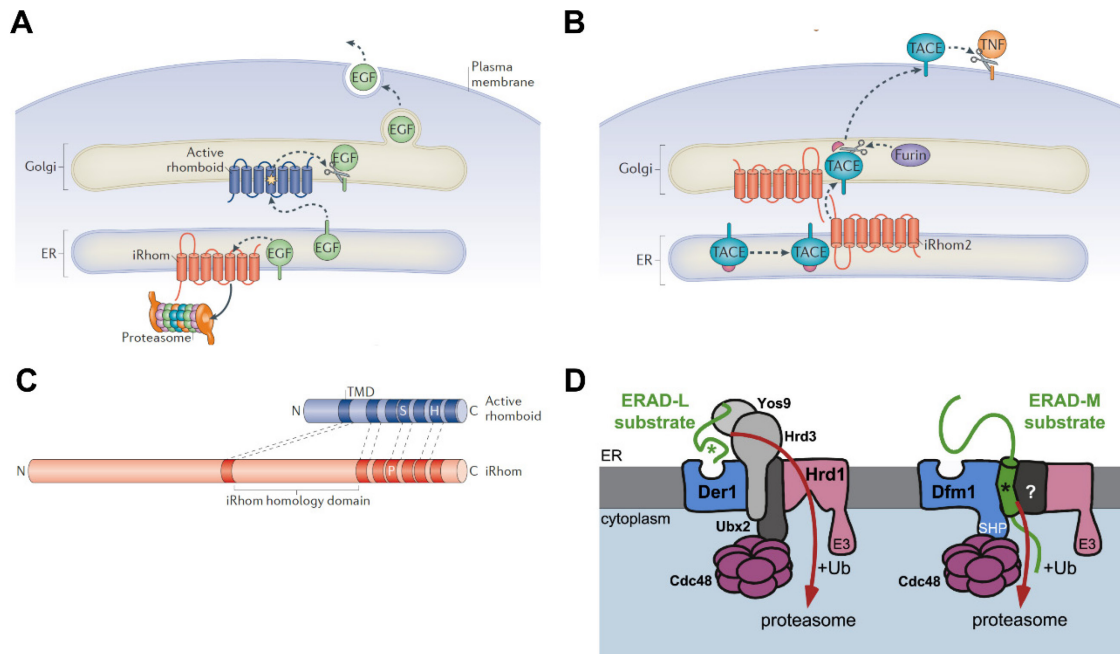 A
EGF
Plasma
membrane
EGF
Golgi
Active
rhomboid
EGF
ER
iRhom
EGF
EGF
Proteasome
B
TACE
TNF
Golgi
TACE
Furin
ER
TACE
TACE
iRhom2
C
TMD
N
S
H
C
Active
rhomboid
N
P
C
iRhom
iRhom homology domain
D
ERAD-L
substrate
Yos9
Hrd3
ER
*
Der1
Hrd1
cytoplasm
Ubx2
E3
Cdc48
+Ub
proteasome
ERAD-M
substrate
Dfm1
*
?
SHP
E3
Cdc48
+Ub
proteasome